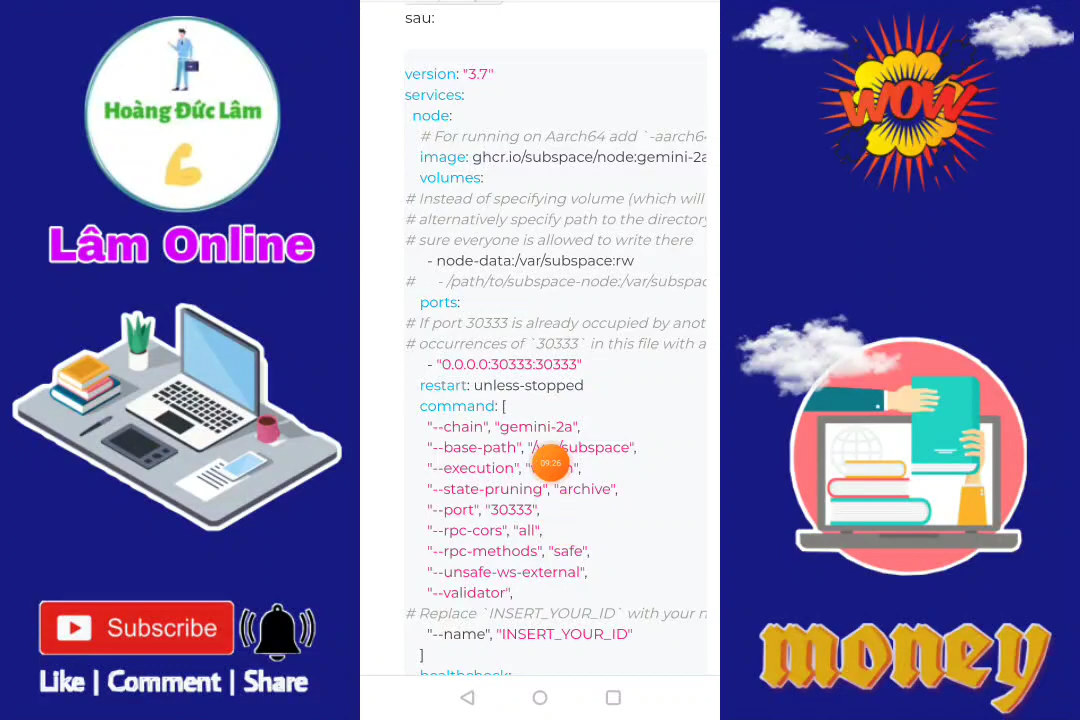 Hoàng Đức Lâm
Lâm Online
Subscribe
Like | Comment | Share
sau:
version: "3.7"
services:
node:
# For running on Aarch64 add `-aarch64
image: ghcr.io/subspace/node:gemini-2a
volumes:
# Instead of specifying volume (which will
# alternatively specify path to the directory
# sure everyone is allowed to write there
- node-data:/var/subspace:rw
# - /path/to/subspace-node:/var/subspac
ports:
# If port 30333 is already occupied by anot
# occurrences of `30333` in this file with a
- "0.0.0.0:30333:30333"
restart: unless-stopped
command: [
"--chain", "gemini-2a",
"--base-path", subspace",
"--execution",
09:26
"--state-pruning", "archive",
"--port", "30333",
"--rpc-cors", "all",
"--rpc-methods", "safe",
"--unsafe-ws-external",
"--validator",
# Replace `INSERT_YOUR_ID` with your n
"--name", "INSERT_YOUR_ID"
]
healthcheck:
WOW
money